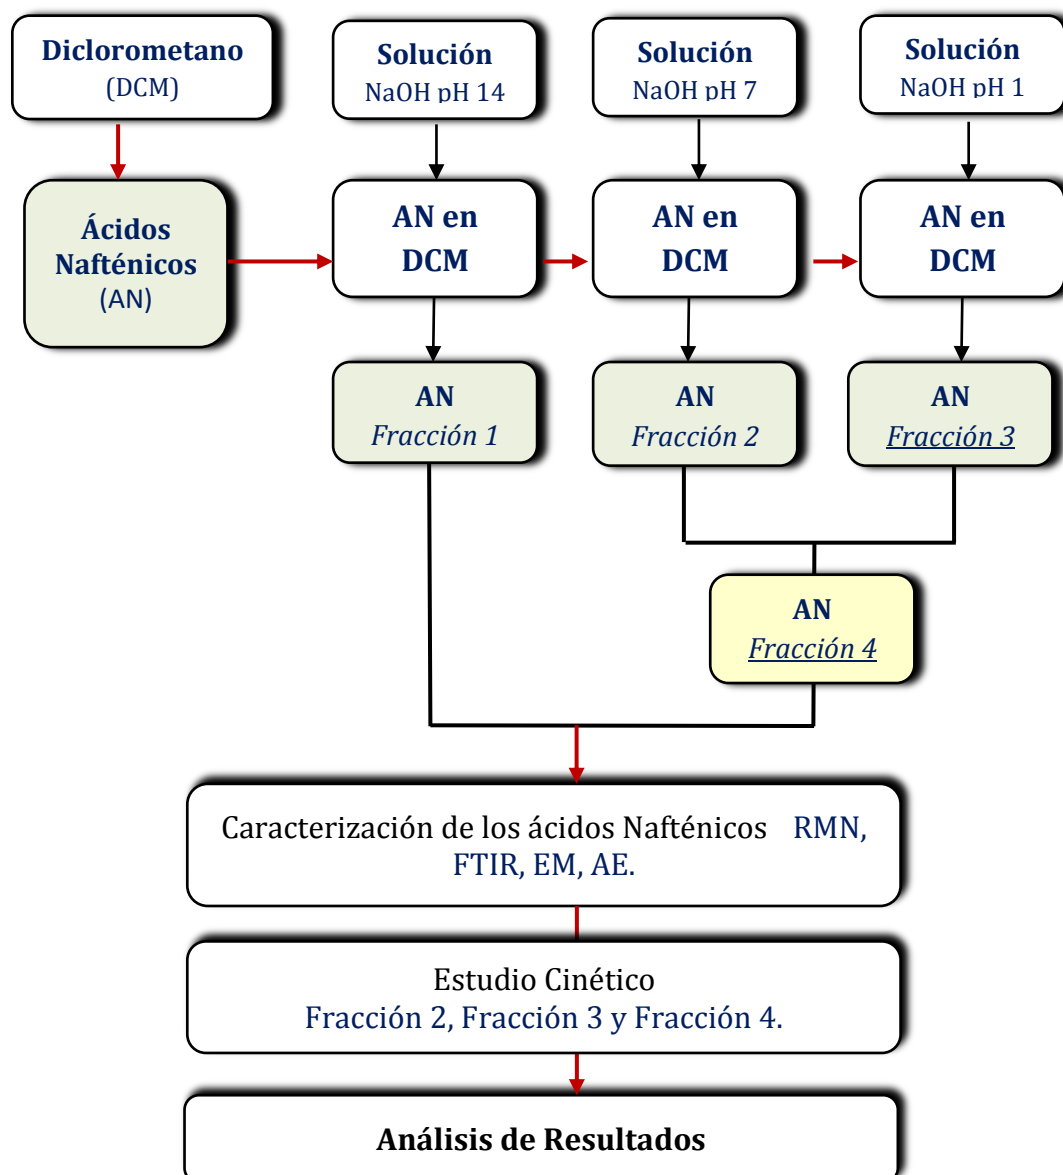 Diclorometano
(DCM)
Solución
NaOH pH 14
Solución
NaOH pH 7
Solución
NaOH pH 1
Ácidos
Nafténicos
(AN)
AN en
DCM
AN en
DCM
AN en
DCM
AN
Fracción 1
AN
Fracción 2
AN
Fracción 3
AN
Fracción 4
Caracterización de los ácidos Nafténicos RMN,
FTIR, EM, AE.
Estudio Cinético
Fracción 2, Fracción 3 y Fracción 4.
Análisis de Resultados